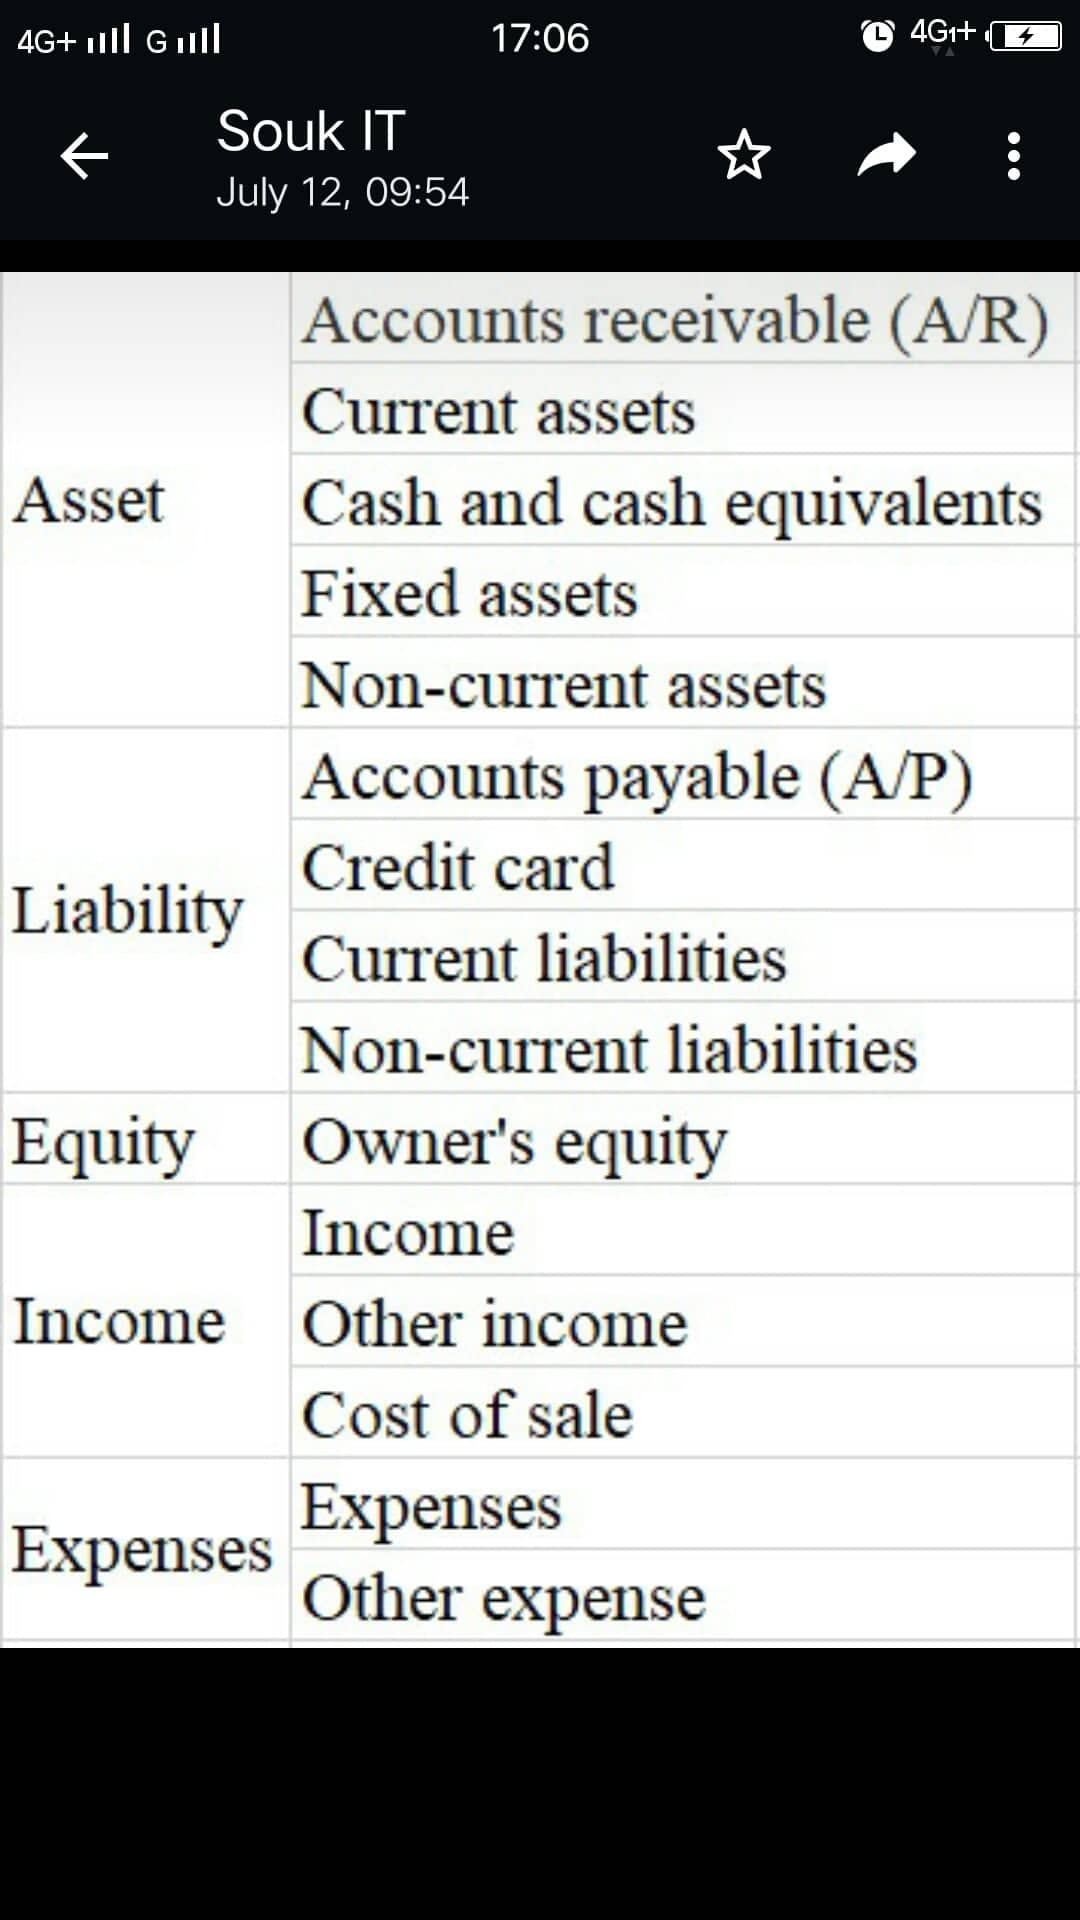 4G+ G 17:06 4G1+
Souk IT
July 12, 09:54
Accounts receivable (A/R)
Current assets
Asset
Cash and cash equivalents
Fixed assets
Non-current assets
Accounts payable (A/P)
Credit card
Liability
Current liabilities
Non-current liabilities
Equity
Owner's equity
Income
Income
Other income
Cost of sale
Expenses
Expenses
Other expense